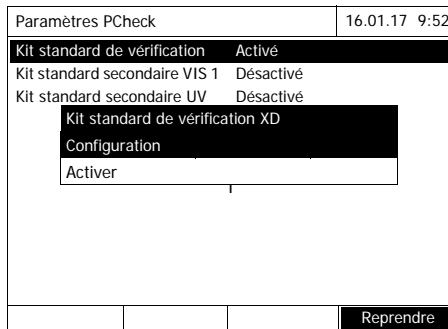 Paramètres PCheck 16.01.17 9:52
Kit standard de vérification Activé
Kit standard secondaire VIS 1 Désactivé
Kit standard secondaire UV Désactivé
Kit standard de vérification XD
Configuration
Activer
Reprendre